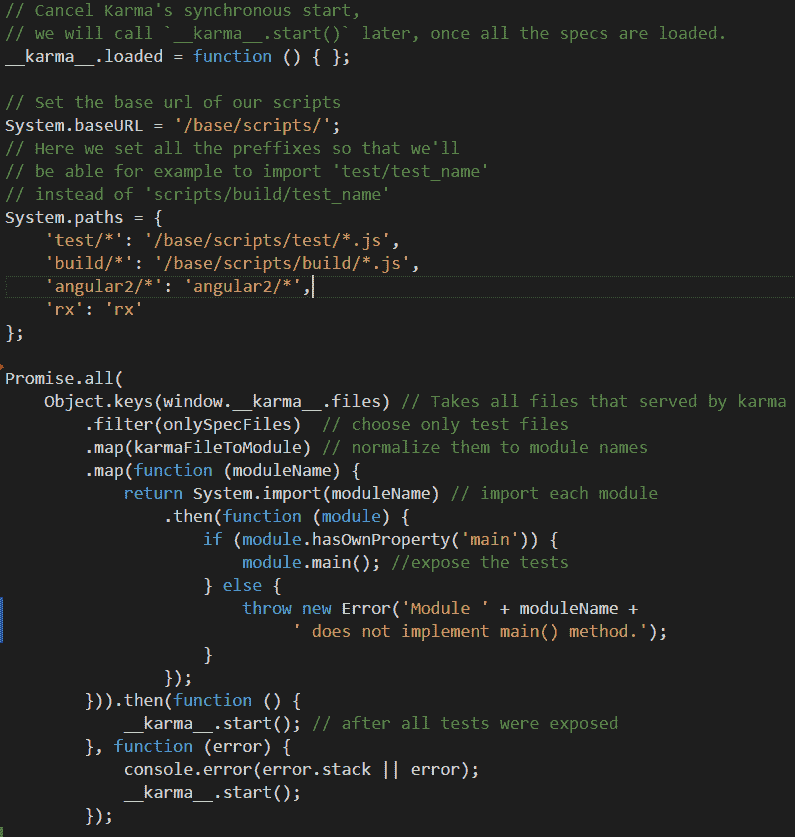 // Cancel Karma's synchronous start,
// we will call `__karma__.start()` later, once all the specs are loaded.
__karma__.loaded = function () { };

// Set the base url of our scripts
System.baseURL = '/base/scripts/';
// Here we set all the preffixes so that we'll
// be able for example to import 'test/test_name'
// instead of 'scripts/build/test_name'
System.paths = {
    'test/*': '/base/scripts/test/*.js',
    'build/*': '/base/scripts/build/*.js',
    'angular2/*': 'angular2/*',
    'rx': 'rx'
};

Promise.all(
    Object.keys(window.__karma__.files) // Takes all files that served by karma
        .filter(onlySpecFiles)  // choose only test files
        .map(karmaFileToModule) // normalize them to module names
        .map(function (moduleName) {
            return System.import(moduleName) // import each module
                .then(function (module) {
                    if (module.hasOwnProperty('main')) {
                        module.main(); //expose the tests
                    } else {
                        throw new Error('Module ' + moduleName +
                             ' does not implement main() method.');
                    }
                });
        })).then(function () {
            __karma__.start(); // after all tests were exposed
        }, function (error) {
            console.error(error.stack || error);
            __karma__.start();
        });